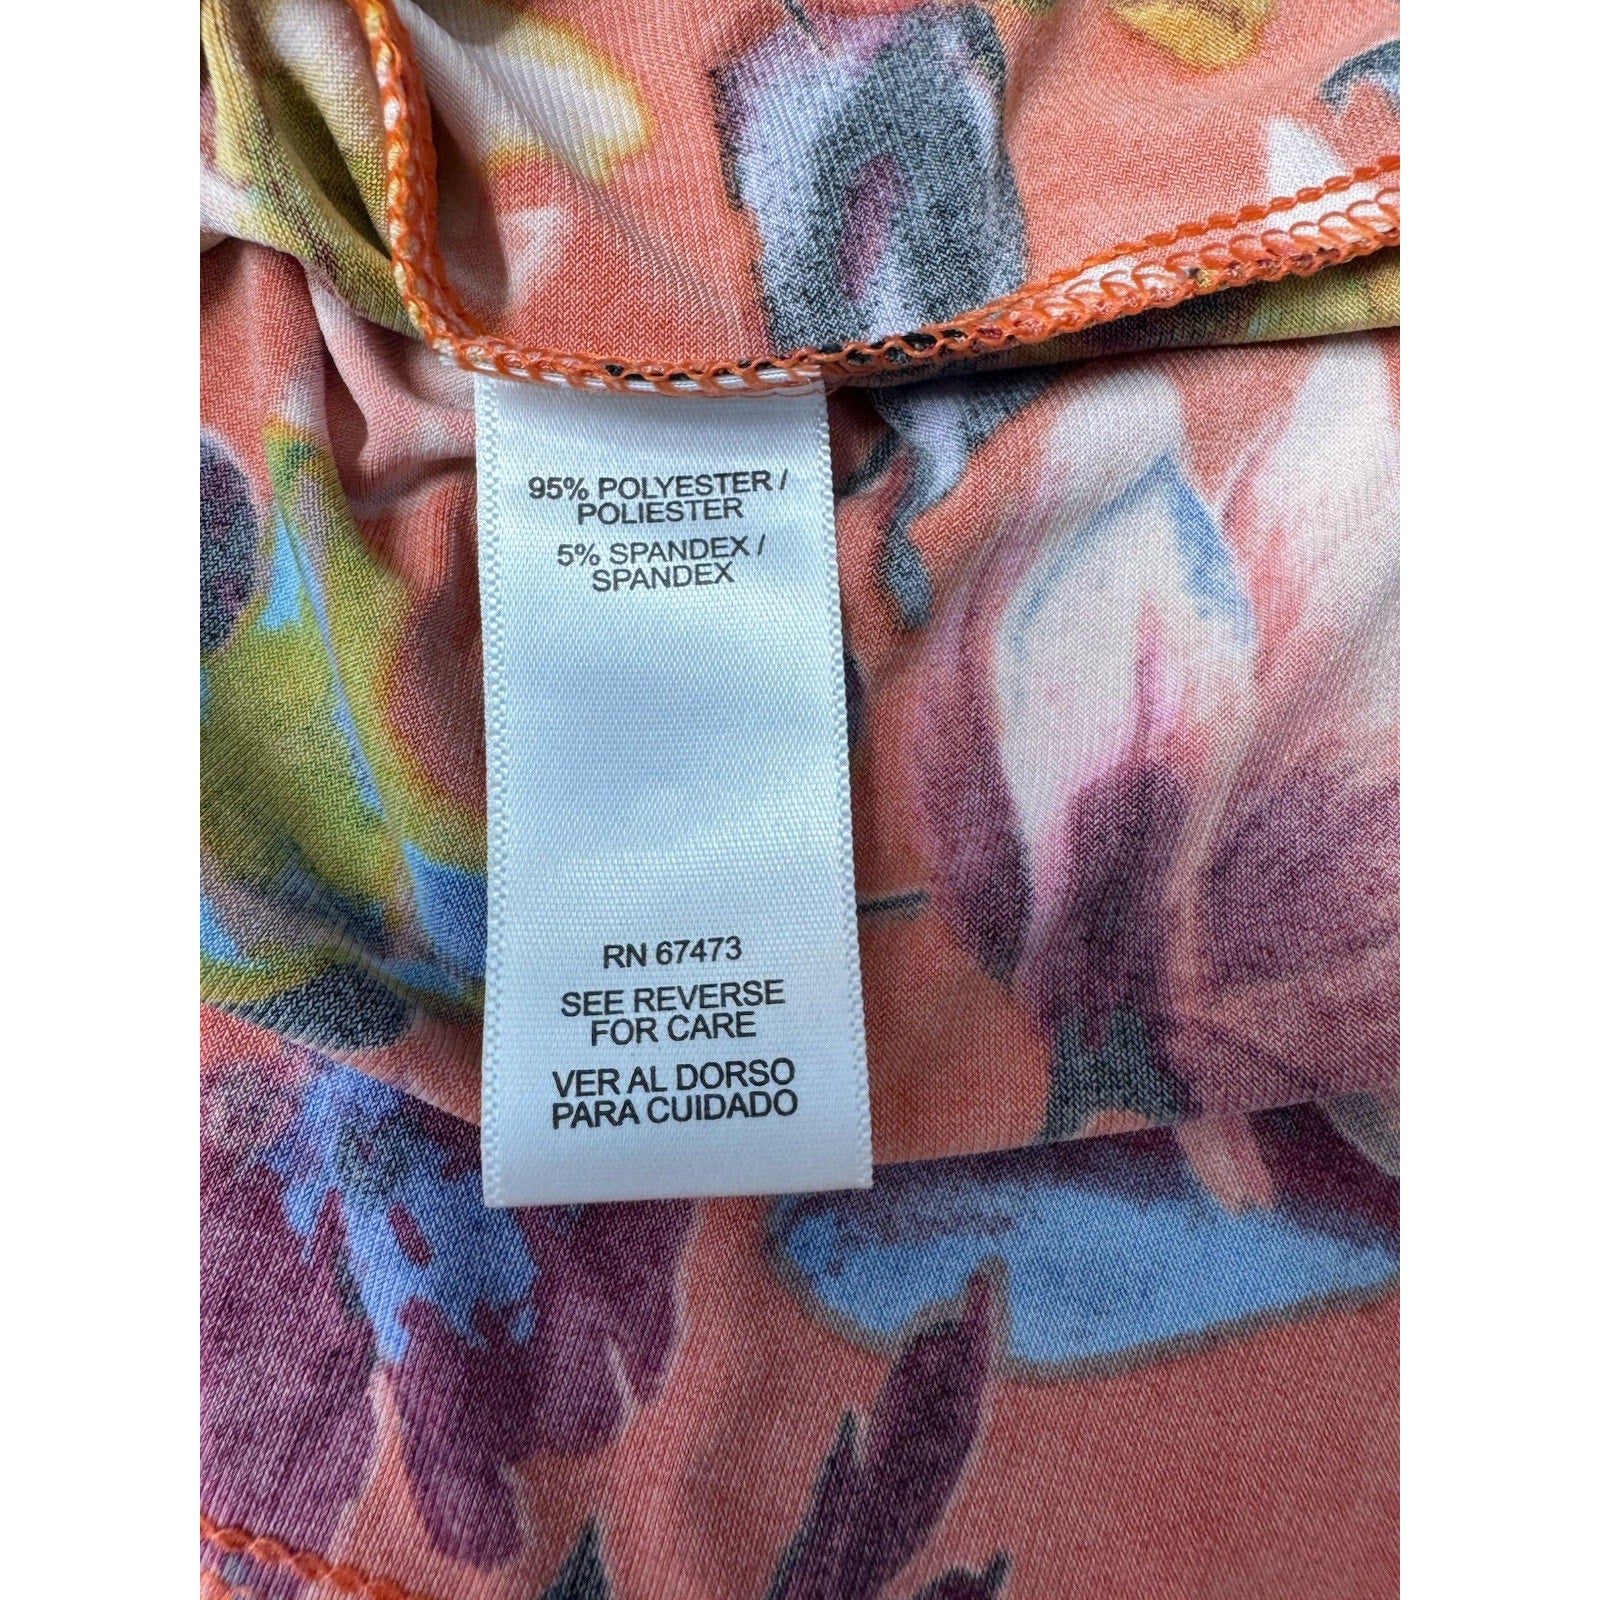 95% POLYESTER /
POLIESTER
5% SPANDEX /
SPANDEX
RN 67473
SEE REVERSE
FOR CARE
VER AL DORSO
PARA CUIDADO